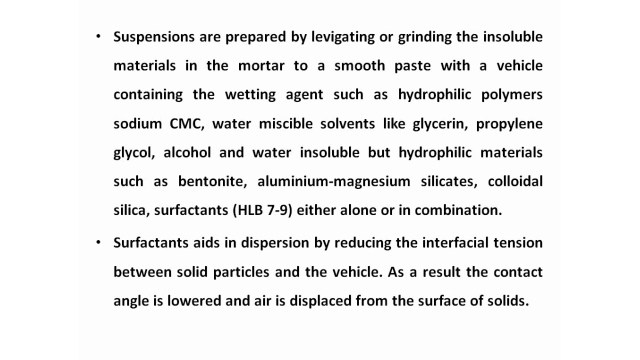 • Suspensions are prepared by levigating or grinding the insoluble
materials in the mortar to a smooth paste with a vehicle
containing the wetting agent such as hydrophilic polymers
sodium CMC, water miscible solvents like glycerin, propylene
glycol, alcohol and water insoluble but hydrophilic materials
such as bentonite, aluminium-magnesium silicates, colloidal
silica, surfactants (HLB 7-9) either alone or in combination.
• Surfactants aids in dispersion by reducing the interfacial tension
between solid particles and the vehicle. As a result the contact
angle is lowered and air is displaced from the surface of solids.